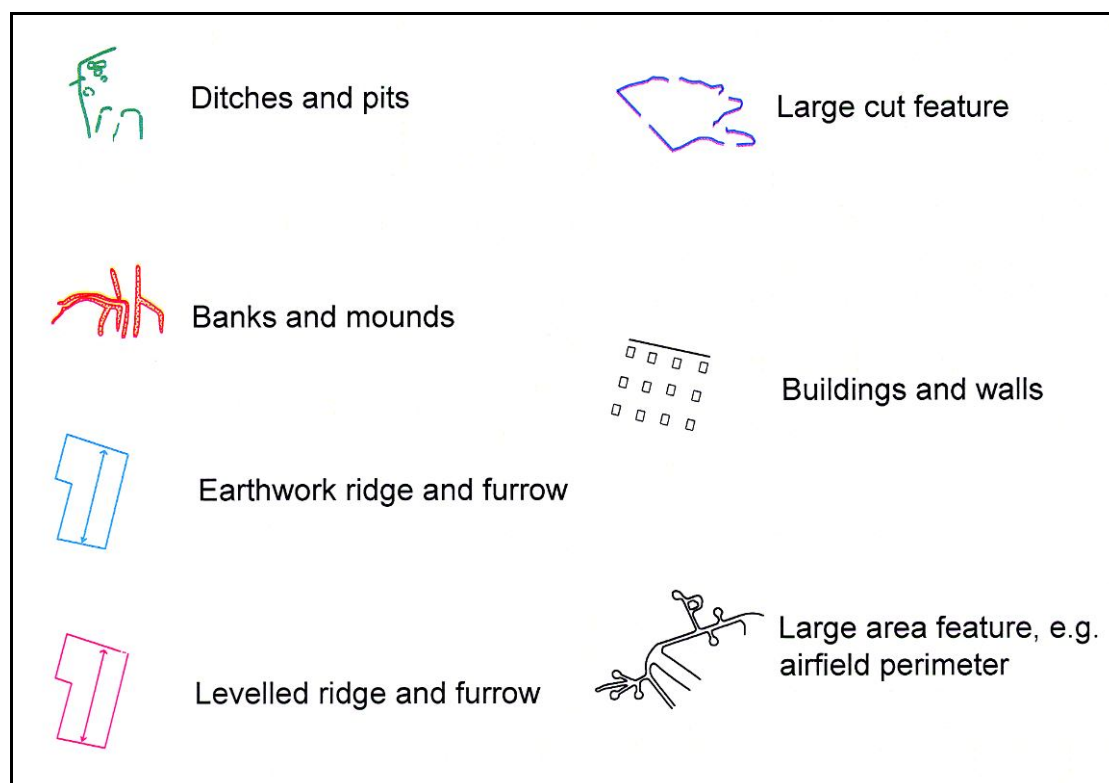 Ditches and pits
Banks and mounds
Earthwork ridge and furrow
Levelled ridge and furrow
Large cut feature
Buildings and walls
Large area feature, e.g.
airfield perimeter